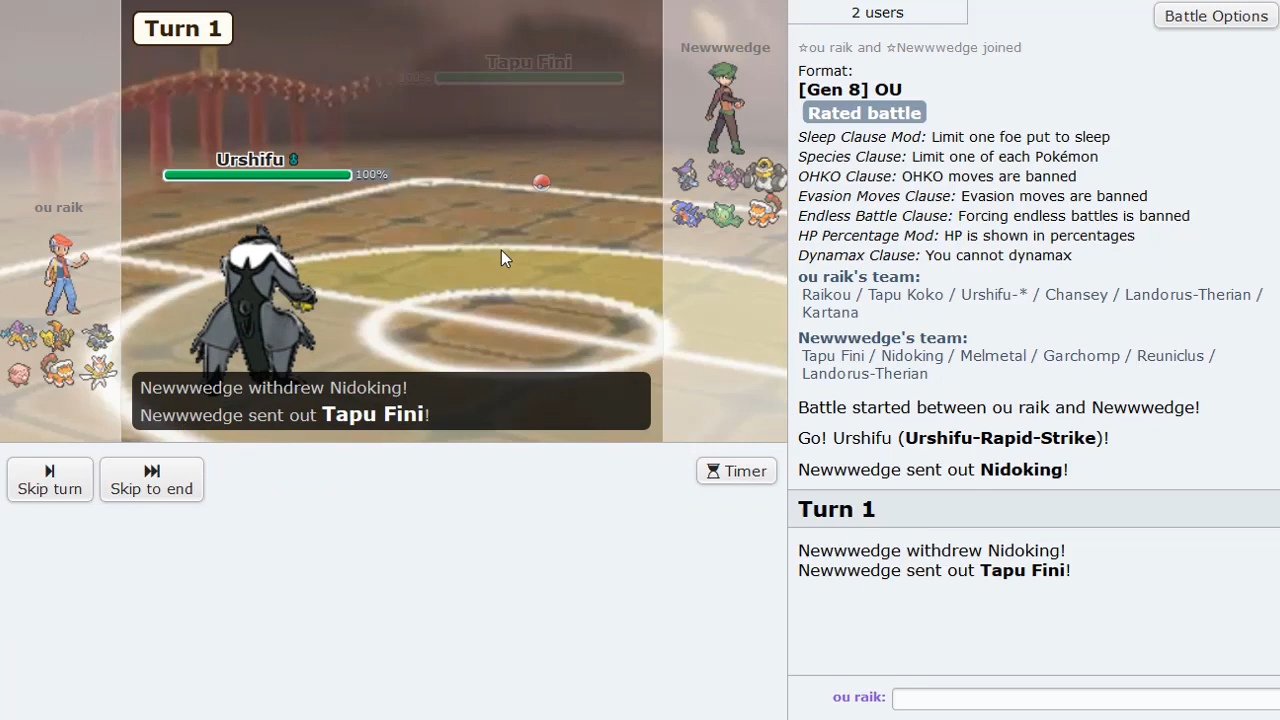 Turn 1
Tapu Fini
100%
Urshifu
100%
ou raik
Newwwedge
Newwwedge withdrew Nidoking!
Newwwedge sent out Tapu Fini!
Skip turn
Skip to end
Timer
2 users
Battle Options
☆ou raik and ☆Newwwedge joined
Format:
[Gen 8] OU
Rated battle
Sleep Clause Mod: Limit one foe put to sleep
Species Clause: Limit one of each Pokémon
OHKO Clause: OHKO moves are banned
Evasion Moves Clause: Evasion moves are banned
Endless Battle Clause: Forcing endless battles is banned
HP Percentage Mod: HP is shown in percentages
Dynamax Clause: You cannot dynamax
ou raik's team:
Raikou / Tapu Koko / Urshifu-* / Chansey / Landorus-Therian /
Kartana
Newwwedge's team:
Tapu Fini / Nidoking / Melmetal / Garchomp / Reuniclus /
Landorus-Therian
Battle started between ou raik and Newwwedge!
Go! Urshifu (Urshifu-Rapid-Strike)!
Newwwedge sent out Nidoking!
Turn 1
Newwwedge withdrew Nidoking!
Newwwedge sent out Tapu Fini!
ou raik: